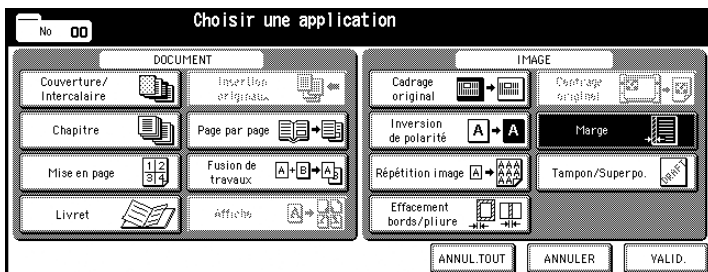 No 00
Choisir une application
DOCUMENT
IMAGE
Couverture/
Intercalaire
Insertion
originaux
Chapitre
Page par page
Mise en page
1 2
3 4
Fusion de
travaux
A + B → A B
Livret
Affiche
A
Cadrage
original
Centrage
original
Inversion
de polarité
A → A
Marge
Répétition image
A
AAA
AAA
AA
Tampon/Superpo.
DRAFT
Effacement
bords/pliure
ANNUL.TOUT
ANNULER
VALID.